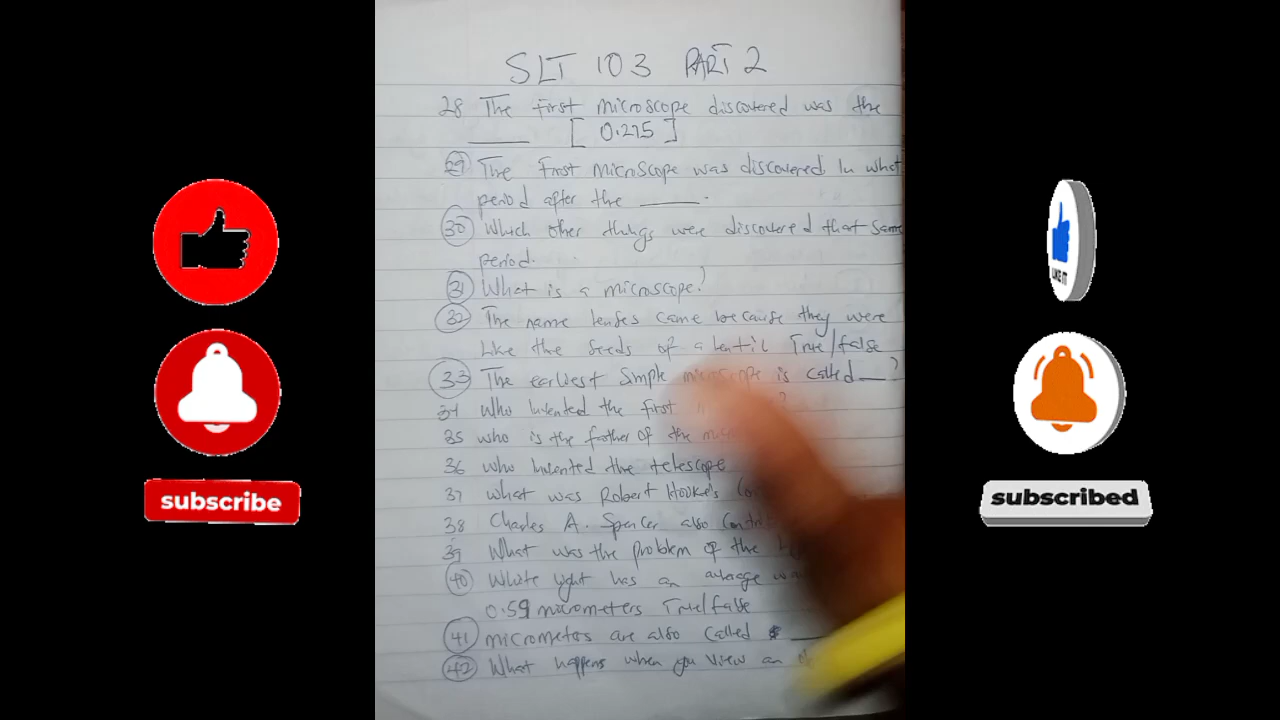 SLT 103 PART 2
28 The first microscope discovered was the
____ [ 0.275 ]
29 The First Microscope was discovered In what
period after the ____.
30 Which other things were discovered that same
period.
31 What is a microscope?
32 The name lenses came because they were
like the seeds of a lentil True/false
33 The earliest Simple microscope is called __?
34 Who Invented the first ?
35 who is the father of the
36 who Invented the telescope
37 what was Robert Hooke's
38 Charles A. Spencer also
39 What was the problem of the
40 White light has an average
0.59 micrometers True/false
41 micrometers are also called ____
42 What happens when you view an
subscribe
LIKE IT
subscribed